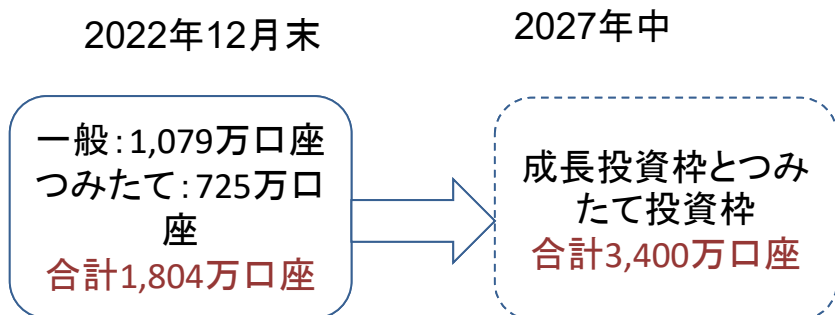 2022年12月末
2027年中
一般：1,079万口座
つみたて：725万口
座
合計1,804万口座
成長投資枠とつみ
たて投資枠
合計3,400万口座